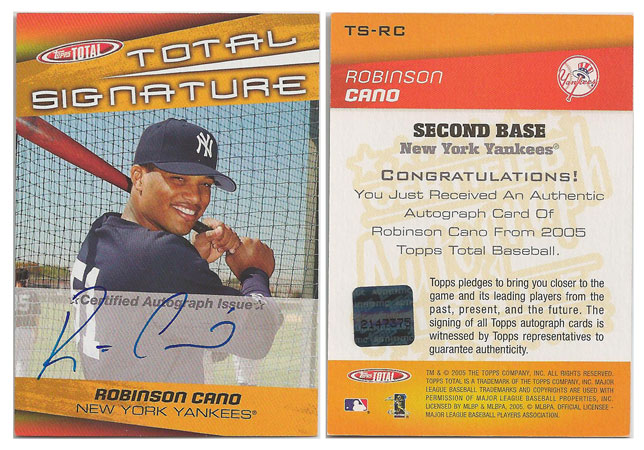 Topps TOTAL
TOTAL
SIGNATURE
NY
Certified Autograph Issue
ROBINSON CANO
NEW YORK YANKEES®
TS-RC
ROBINSON
CANO
Yankees
SECOND BASE
New York Yankees®
CONGRATULATIONS!
You Just Received An Authentic
Autograph Card Of
Robinson Cano From 2005
Topps Total Baseball.
Topps pledges to bring you closer to the
game and its leading players from the
past, present, and the future. The
signing of all Topps autograph cards is
witnessed by Topps representatives to
guarantee authenticity.
Topps TOTAL
TM & © 2005 THE TOPPS COMPANY, INC. ALL RIGHTS RESERVED.
TOPPS TOTAL IS A TRADEMARK OF THE TOPPS COMPANY, INC. MAJOR
LEAGUE BASEBALL TRADEMARKS AND COPYRIGHTS ARE USED WITH
PERMISSION OF MAJOR LEAGUE BASEBALL PROPERTIES, INC.
LICENSED BY MLBP & MLBPA, 2005. © MLBPA. OFFICIAL LICENSEE -
MAJOR LEAGUE BASEBALL PLAYERS ASSOCIATION.